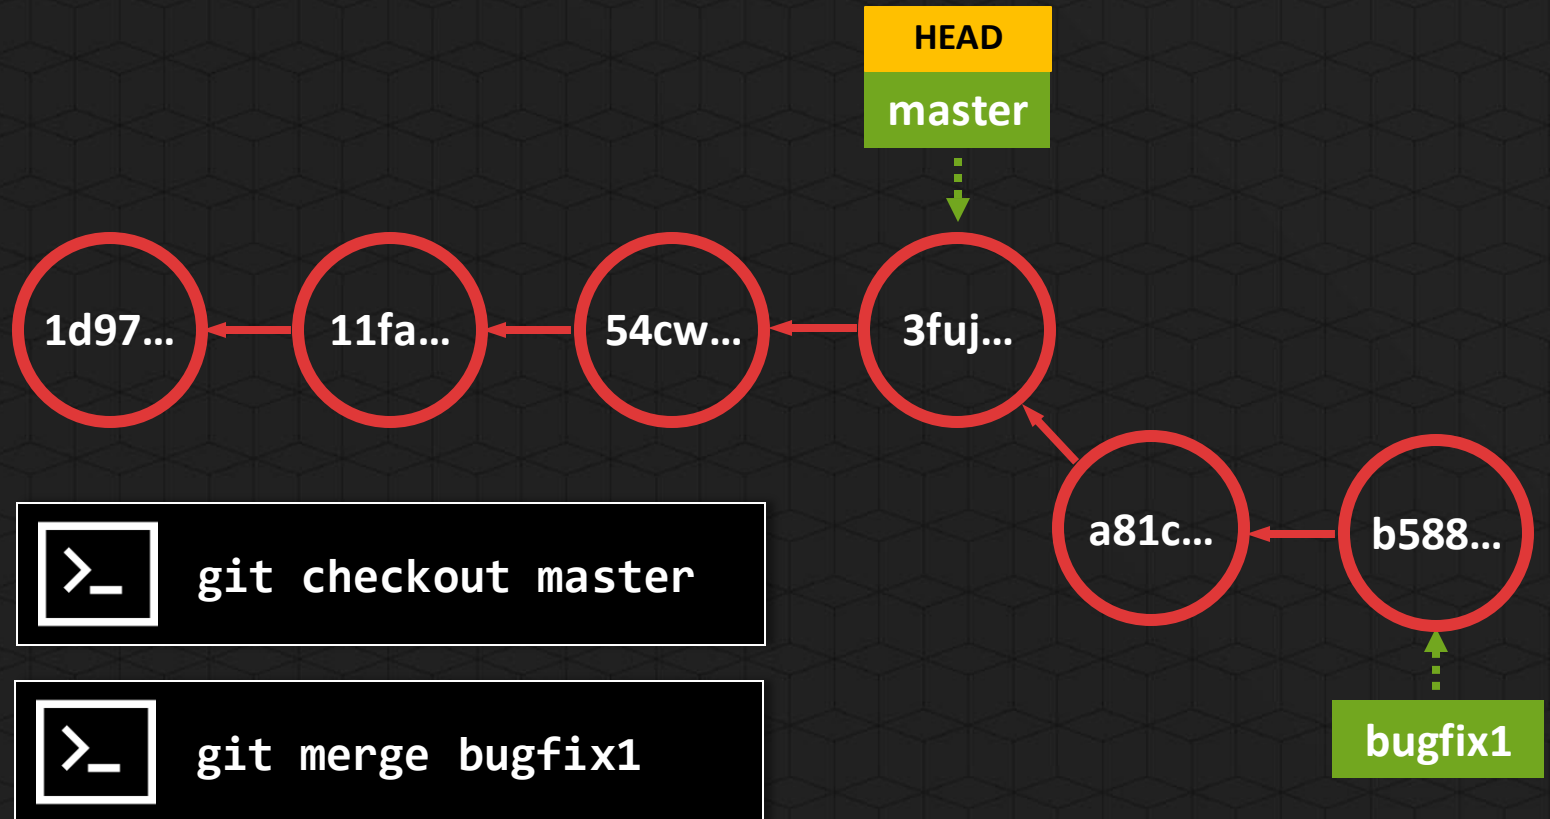 HEAD
master
1d97...
11fa...
54cw...
3fuj...
a81c...
b588...
>_ git checkout master
>_ git merge bugfix1
bugfix1